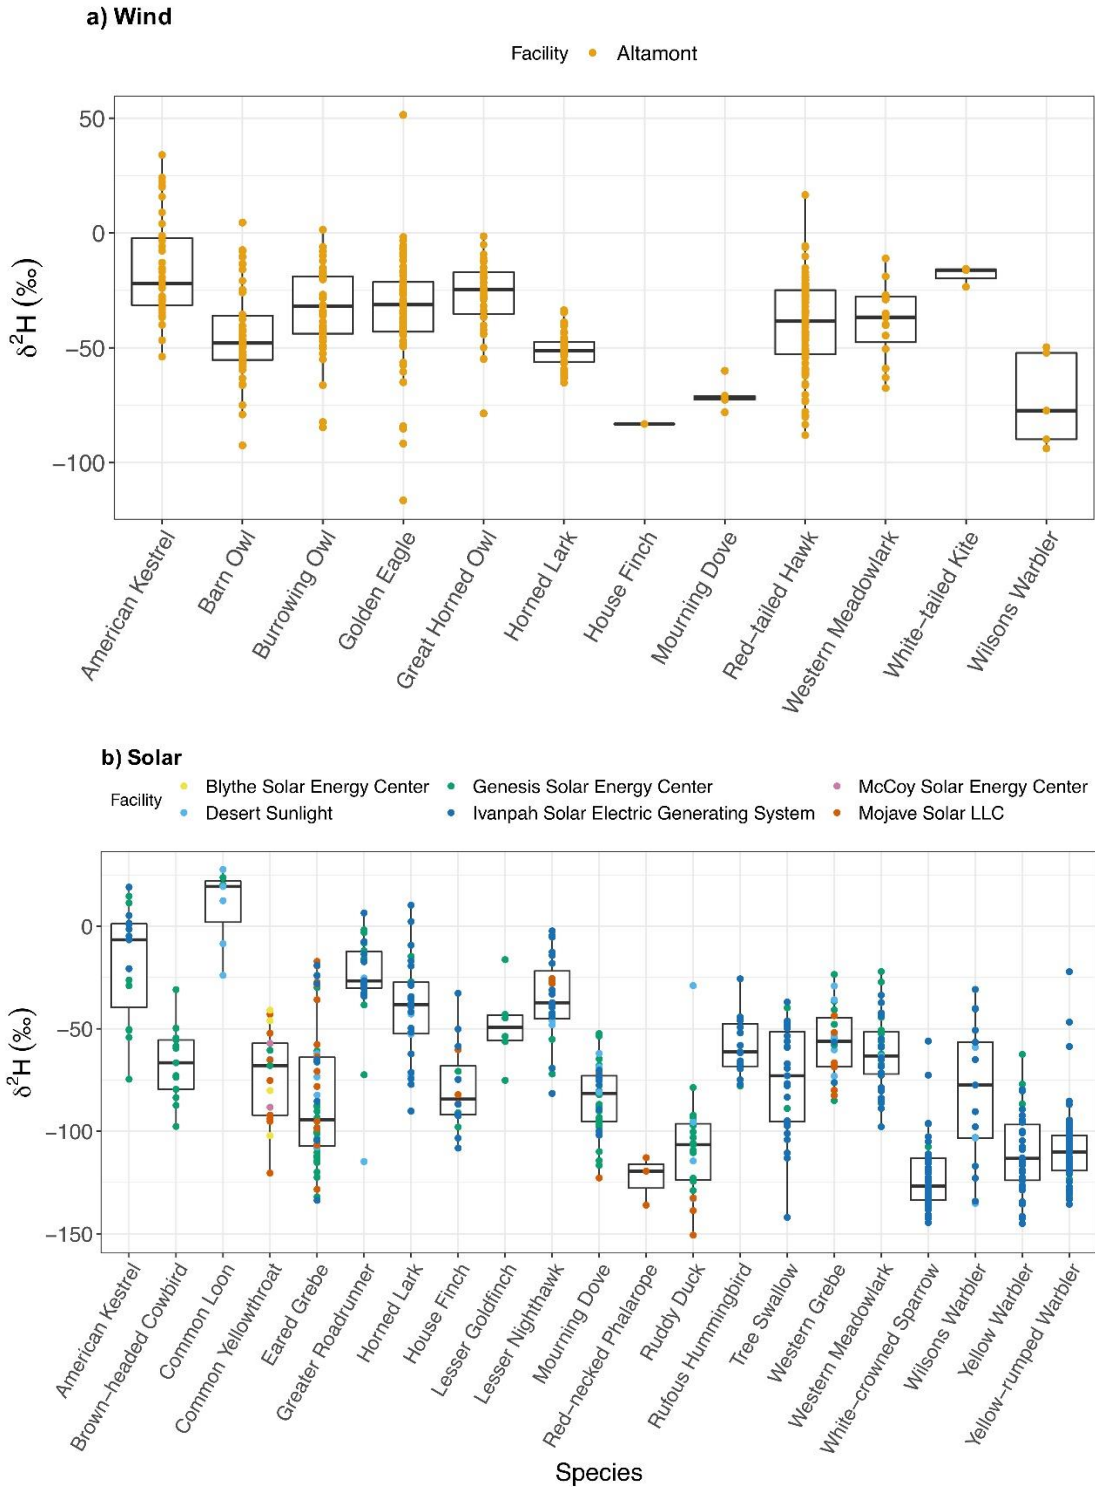 a) Wind
Facility Altamont
50
0
−50
−100
δ²H (‰)
American Kestrel
Barn Owl
Burrowing Owl
Golden Eagle
Great Horned Owl
Horned Lark
House Finch
Mourning Dove
Red−tailed Hawk
Western Meadowlark
White−tailed Kite
Wilsons Warbler
b) Solar
Facility
Blythe Solar Energy Center
Genesis Solar Energy Center
McCoy Solar Energy Center
Desert Sunlight
Ivanpah Solar Electric Generating System
Mojave Solar LLC
0
−50
−100
−150
δ²H (‰)
American Kestrel
Brown−headed Cowbird
Common Loon
Common Yellowthroat
Eared Grebe
Greater Roadrunner
Horned Lark
House Finch
Lesser Goldfinch
Lesser Nighthawk
Mourning Dove
Red−necked Phalarope
Ruddy Duck
Rufous Hummingbird
Tree Swallow
Western Grebe
Western Meadowlark
White−crowned Sparrow
Wilsons Warbler
Yellow Warbler
Yellow−rumped Warbler
Species